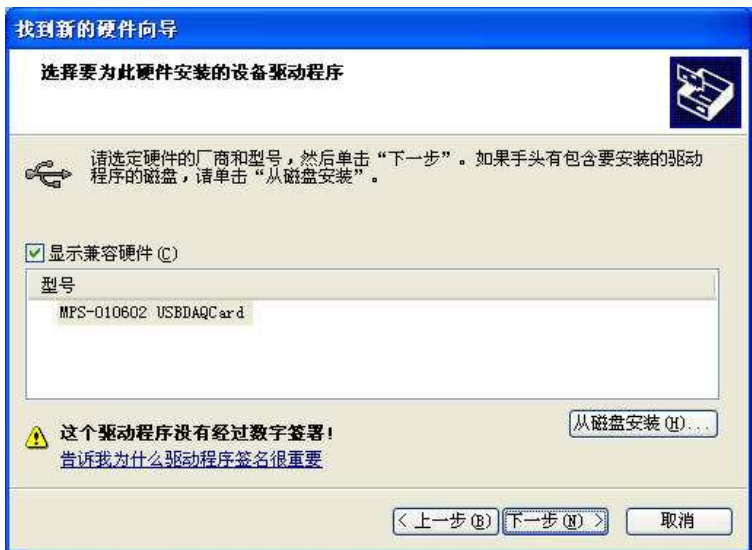 找到新的硬件向导
选择要为此硬件安装的设备驱动程序
请选定硬件的厂商和型号，然后单击“下一步”。如果手头有包含要安装的驱动
程序的磁盘，请单击“从磁盘安装”。
显示兼容硬件(C)
型号
MPS-010602 USBDAQCard
这个驱动程序没有经过数字签署！
从磁盘安装(H)...
告诉我为什么驱动程序签名很重要
< 上一步(B) 下一步(N) > 取消